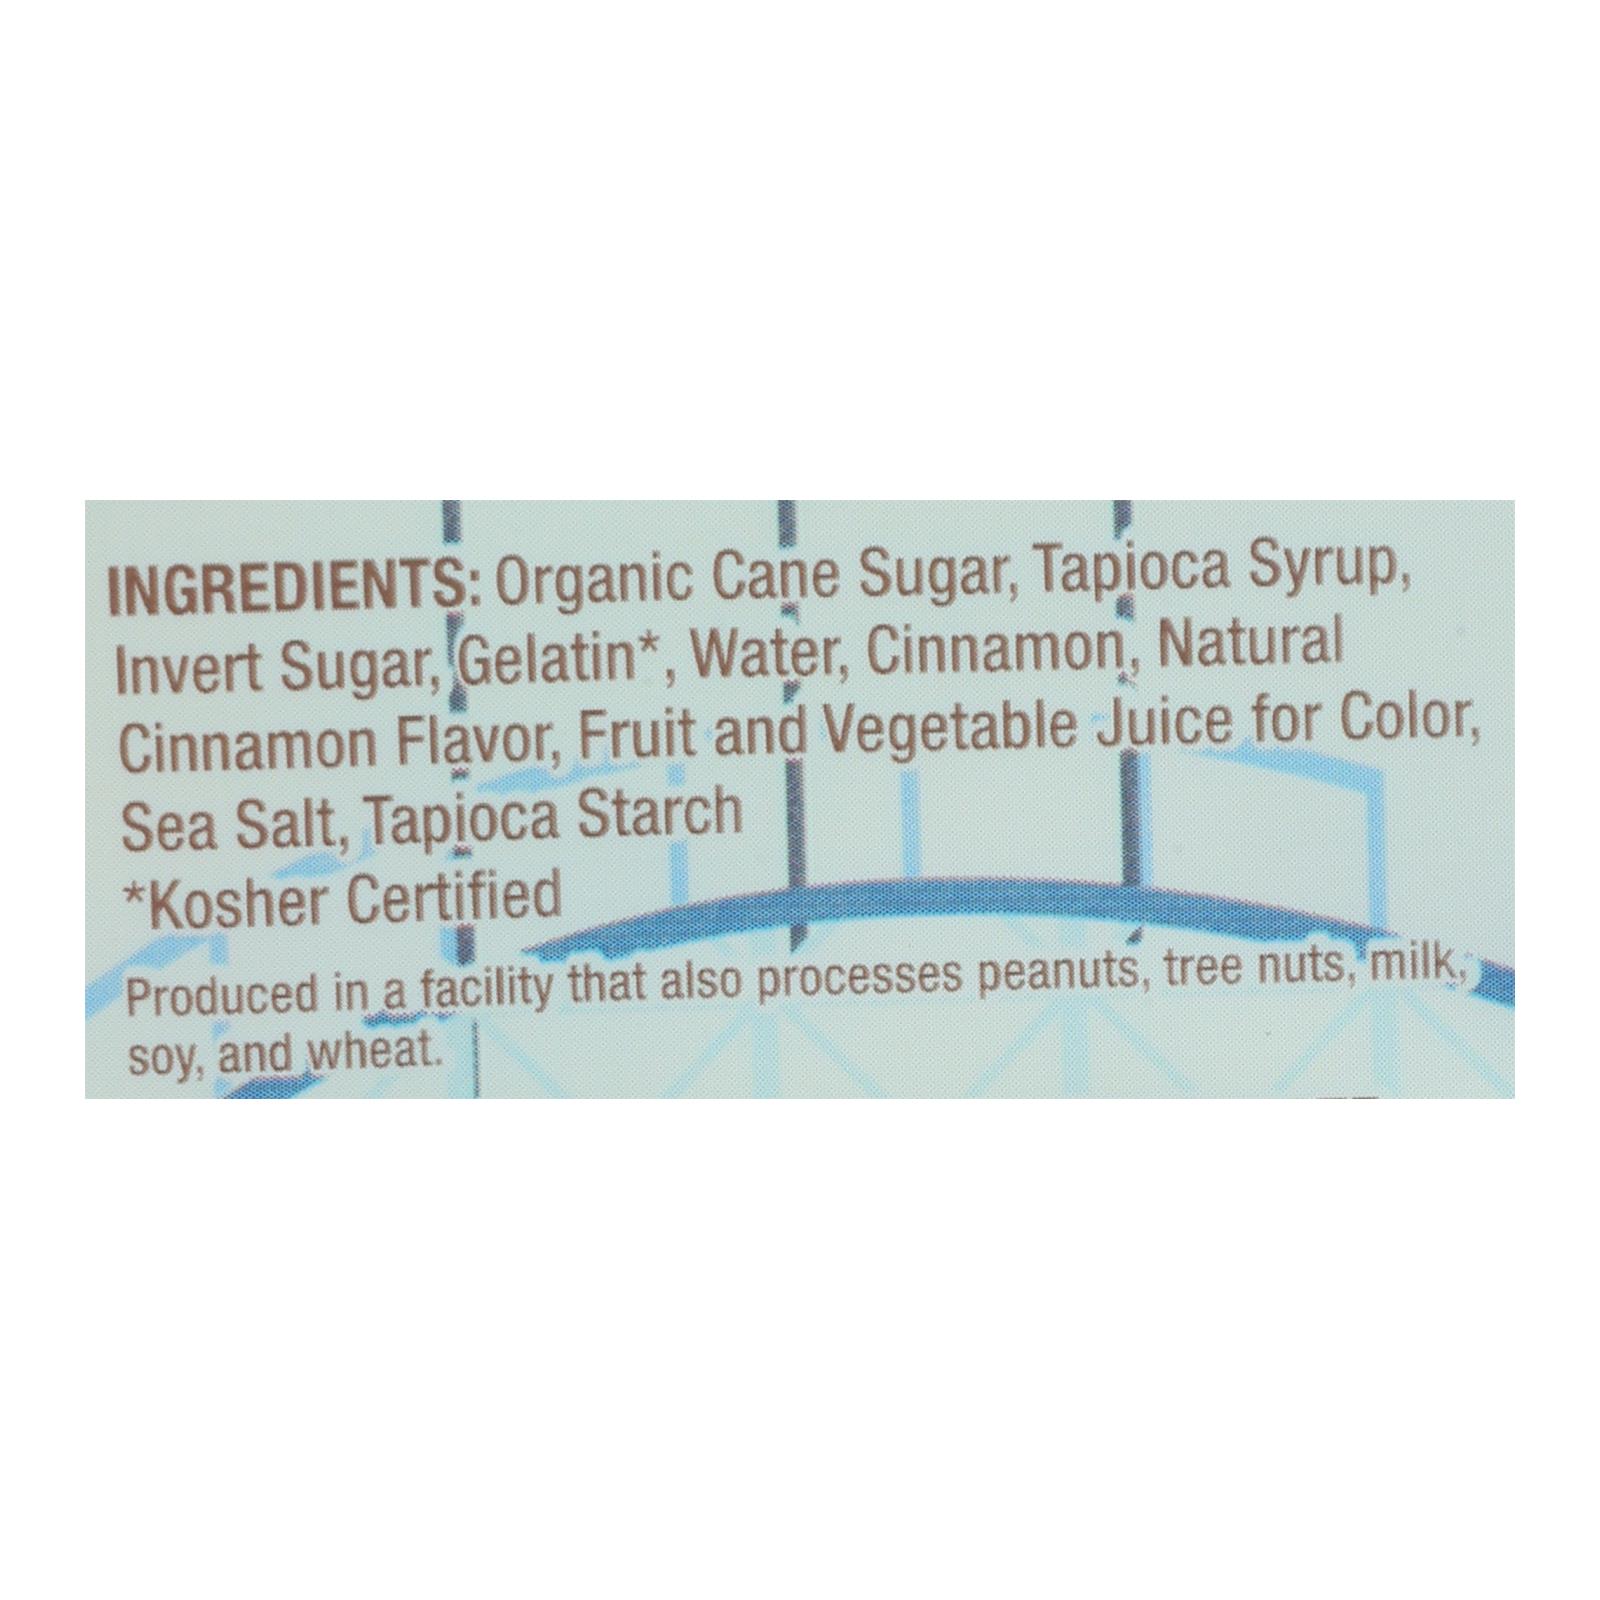 INGREDIENTS: Organic Cane Sugar, Tapioca Syrup,
Invert Sugar, Gelatin*, Water, Cinnamon, Natural
Cinnamon Flavor, Fruit and Vegetable Juice for Color,
Sea Salt, Tapioca Starch
*Kosher Certified
Produced in a facility that also processes peanuts, tree nuts, milk,
soy, and wheat.